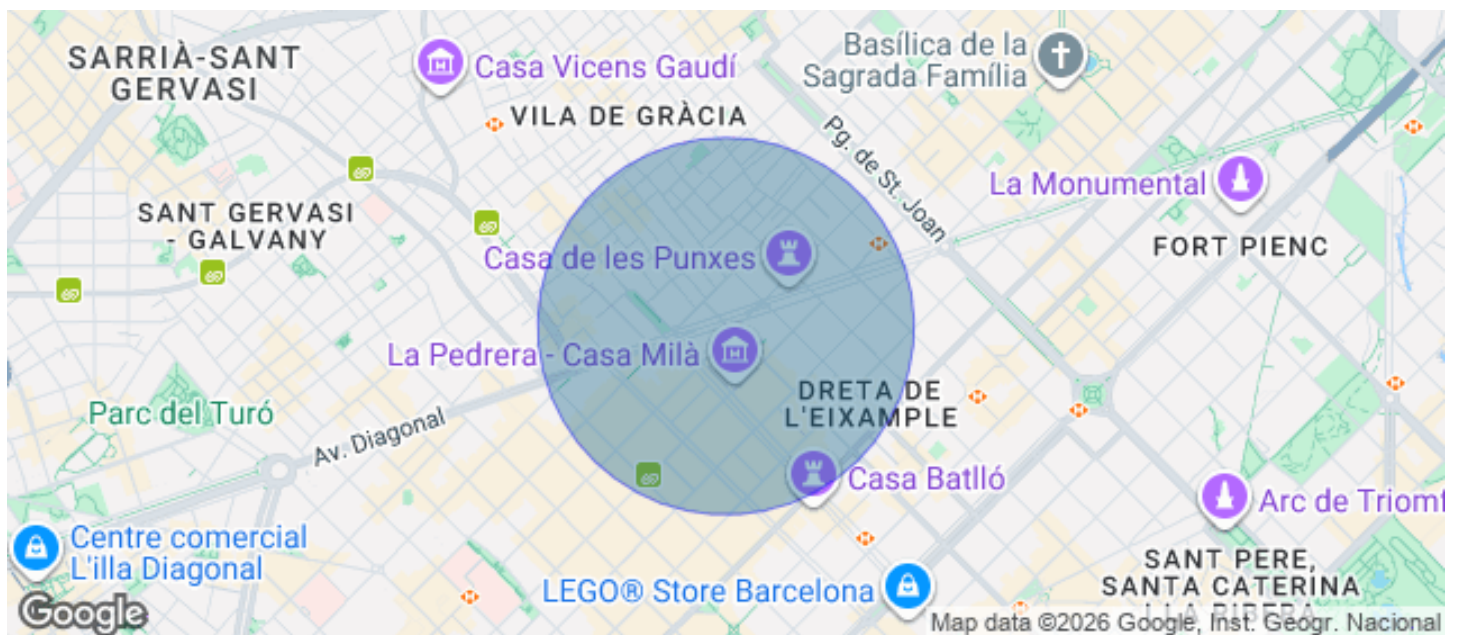 SARRIÀ-SANT
GERVASI
Casa Vicens Gaudí
Basílica de la
Sagrada Família
VILA DE GRÀCIA
Pg. de St. Joan
La Monumental
SANT GERVASI
- GALVANY
FORT PIENC
Casa de les Punxes
La Pedrera - Casa Milà
DRETA DE
L'EIXAMPLE
Parc del Turó
Av. Diagonal
Casa Batlló
Arc de Triomf
Centre comercial
L'illa Diagonal
SANT PERE,
SANTA CATERINA
I LA RIBERA
LEGO® Store Barcelona
Google
Map data ©2026 Google, Inst. Geogr. Nacional